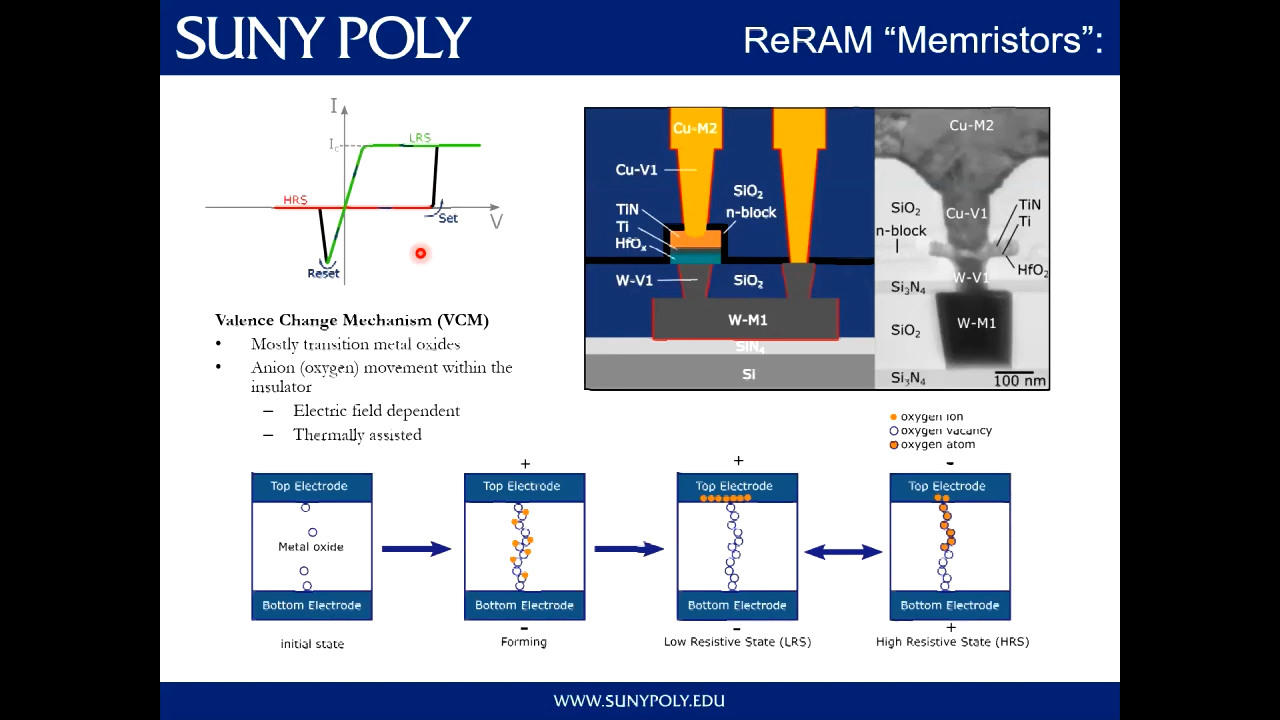 SUNY POLY
ReRAM “Memristors”:
I
I_C
LRS
HRS
V
Set
Reset
Cu-M2
Cu-V1
SiO₂
n-block
TiN
Ti
HfOₓ
W-V1
SiO₂
W-M1
SiN₄
Si
Cu-M2
SiO₂
Cu-V1
TiN
Ti
n-block
HfO₂
W-V1
Si₃N₄
SiO₂
W-M1
Si₃N₄
100 nm
Valence Change Mechanism (VCM)
• Mostly transition metal oxides
• Anion (oxygen) movement within the
insulator
– Electric field dependent
– Thermally assisted
oxygen ion
oxygen vacancy
oxygen atom
Top Electrode
Metal oxide
Bottom Electrode
initial state
+
Top Electrode
Bottom Electrode
-
Forming
+
Top Electrode
Bottom Electrode
-
Low Resistive State (LRS)
-
Top Electrode
Bottom Electrode
+
High Resistive State (HRS)
WWW.SUNYPOLY.EDU